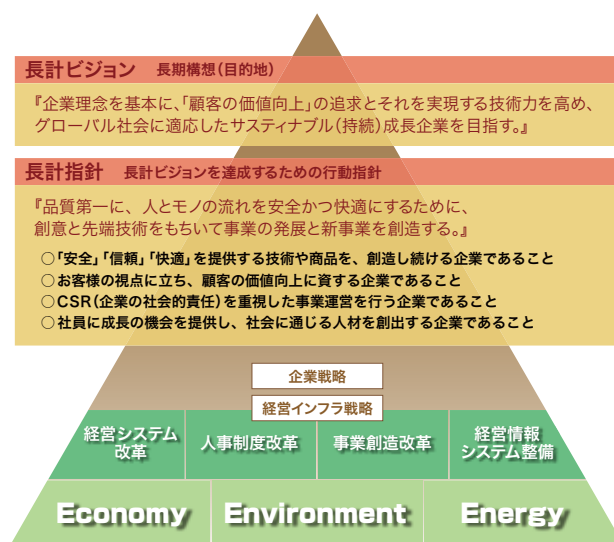 長計ビジョン 長期構想(目的地)
『企業理念を基本に、「顧客の価値向上」の追求とそれを実現する技術力を高め、
グローバル社会に適応したサスティナブル(持続)成長企業を目指す。』
長計指針 長計ビジョンを達成するための行動指針
『品質第一に、人とモノの流れを安全かつ快適にするために、
創意と先端技術をもちいて事業の発展と新事業を創造する。』
○「安全」「信頼」「快適」を提供する技術や商品を、創造し続ける企業であること
○お客様の視点に立ち、顧客の価値向上に資する企業であること
○CSR(企業の社会的責任)を重視した事業運営を行う企業であること
○社員に成長の機会を提供し、社会に通じる人材を創出する企業であること
企業戦略
経営インフラ戦略
経営システム
改革
人事制度改革
事業創造改革
経営情報
システム整備
Economy
Environment
Energy